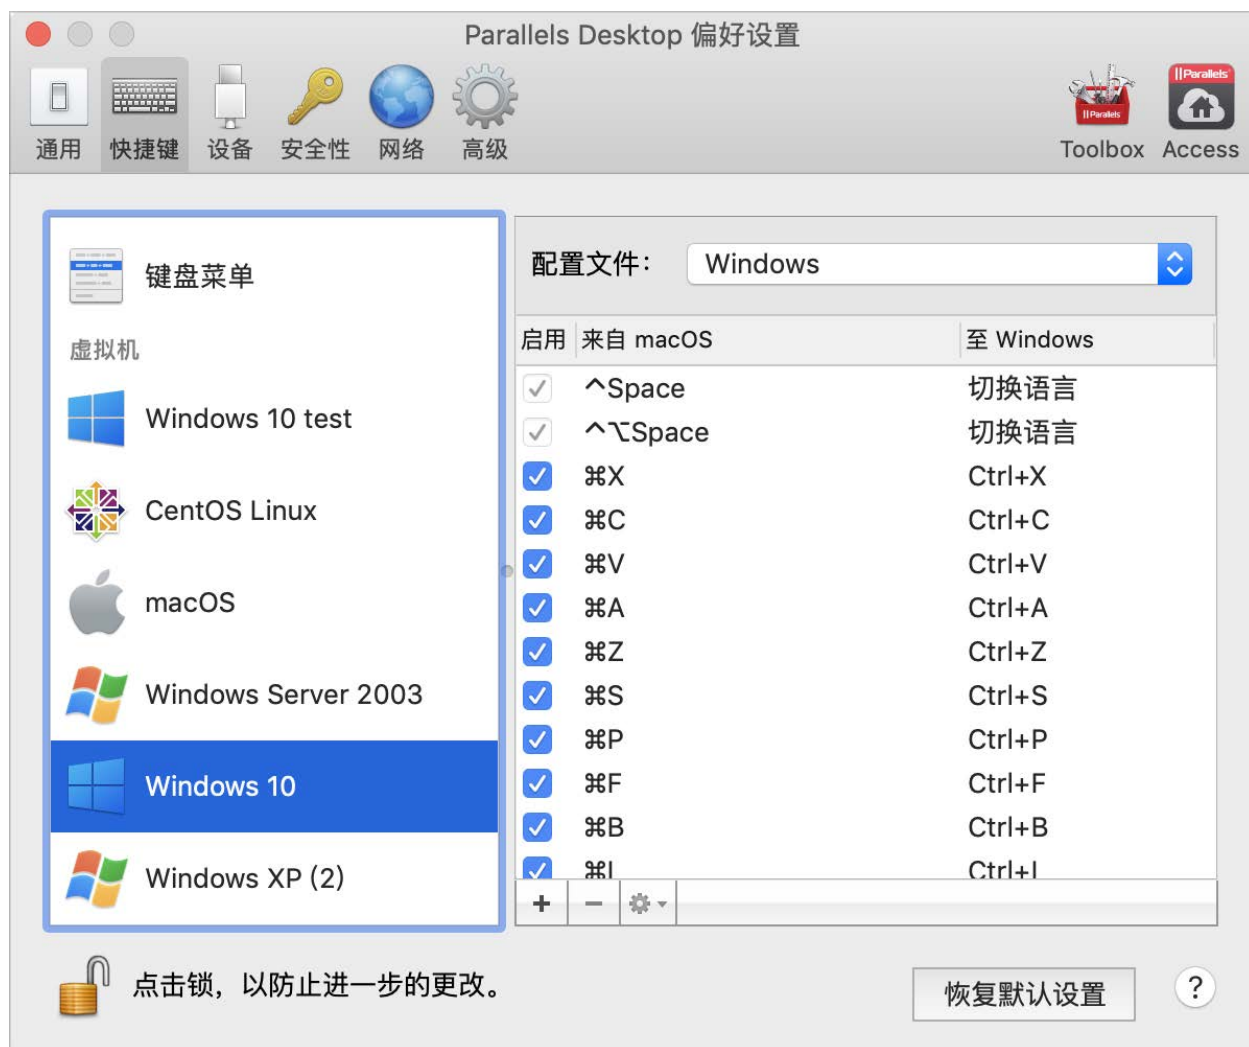 Parallels Desktop 偏好设置
通用 快捷键 设备 安全性 网络 高级 Toolbox Access
||Parallels
||Parallels
键盘菜单
虚拟机
Windows 10 test
CentOS Linux
macOS
Windows Server 2003
Windows 10
Windows XP (2)
配置文件: Windows
启用 来自 macOS 至 Windows
^Space 切换语言
^⌥Space 切换语言
⌘X Ctrl+X
⌘C Ctrl+C
⌘V Ctrl+V
⌘A Ctrl+A
⌘Z Ctrl+Z
⌘S Ctrl+S
⌘P Ctrl+P
⌘F Ctrl+F
⌘B Ctrl+B
⌘I Ctrl+I
点击锁，以防止进一步的更改。
恢复默认设置 ?